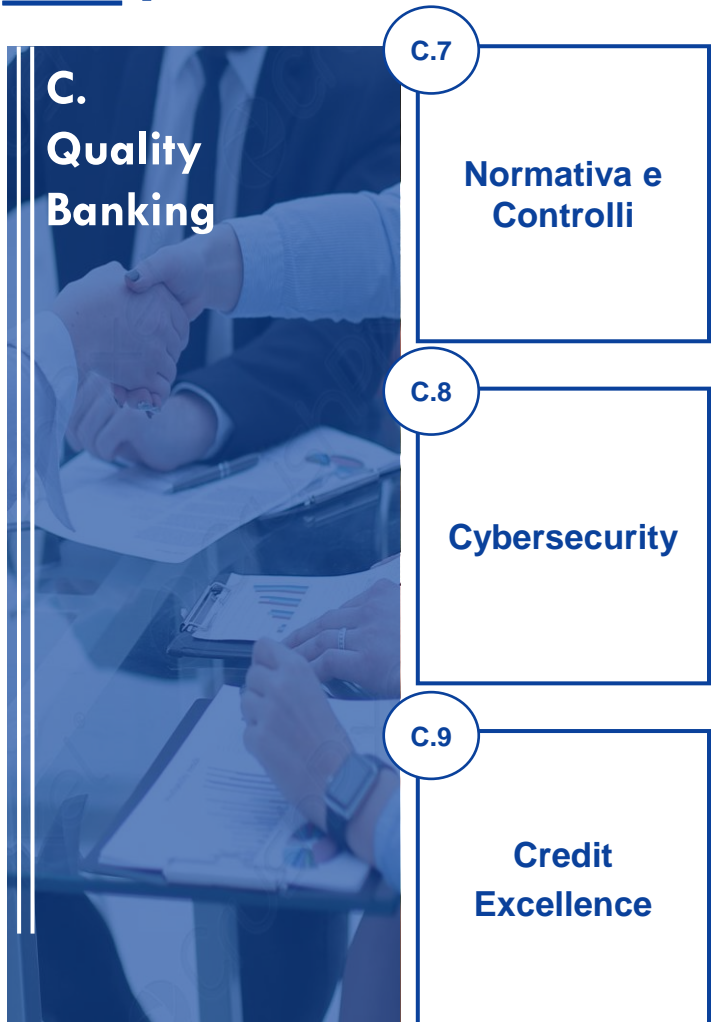 C.
Quality
Banking
C.7
Normativa e
Controlli
C.8
Cybersecurity
C.9
Credit
Excellence